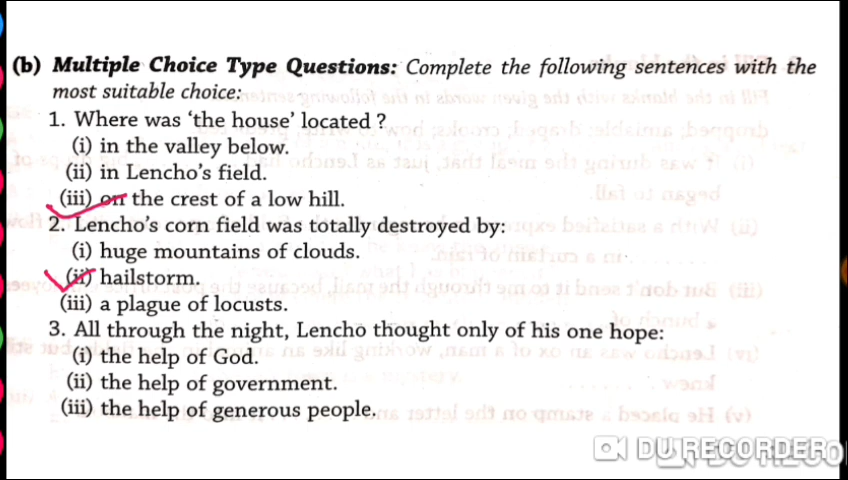 (b) Multiple Choice Type Questions: Complete the following sentences with the
most suitable choice:
1. Where was 'the house' located ?
(i) in the valley below.
(ii) in Lencho's field.
(iii) on the crest of a low hill.
2. Lencho's corn field was totally destroyed by:
(i) huge mountains of clouds.
(ii) hailstorm.
(iii) a plague of locusts.
3. All through the night, Lencho thought only of his one hope:
(i) the help of God.
(ii) the help of government.
(iii) the help of generous people.
DU RECORDER